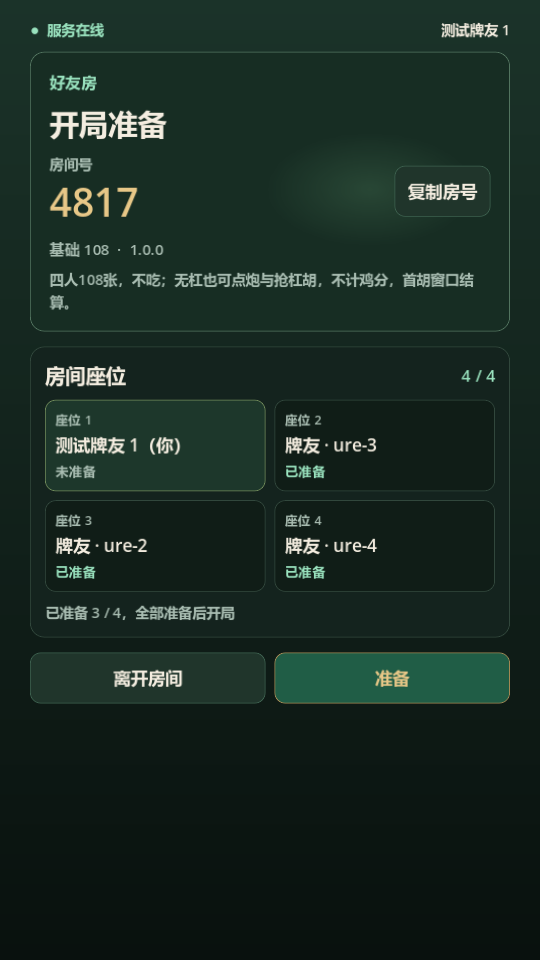 服务在线
测试牌友 1
好友房
开局准备
房间号
4817
复制房号
基础 108 · 1.0.0
四人108张，不吃；无杠也可点炮与抢杠胡，不计鸡分，首胡窗口结
算。
房间座位
4 / 4
座位 1
测试牌友 1（你）
未准备
座位 2
牌友 · ure-3
已准备
座位 3
牌友 · ure-2
已准备
座位 4
牌友 · ure-4
已准备
已准备 3 / 4，全部准备后开局
离开房间
准备